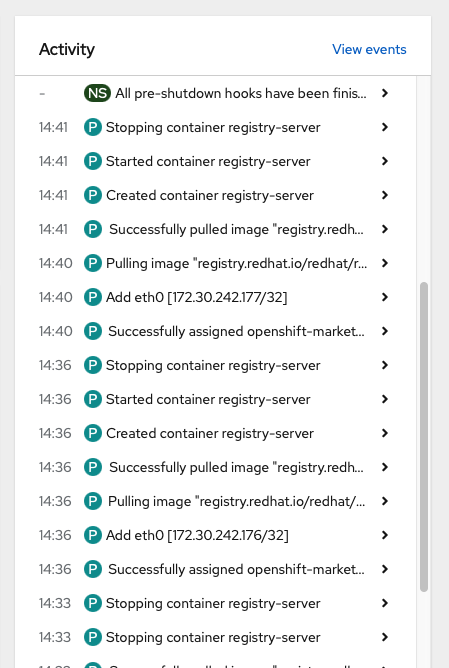 Activity
View events
- NS All pre-shutdown hooks have been finis...
14:41 P Stopping container registry-server
14:41 P Started container registry-server
14:41 P Created container registry-server
14:41 P Successfully pulled image "registry.redh...
14:40 P Pulling image "registry.redhat.io/redhat/r...
14:40 P Add eth0 [172.30.242.177/32]
14:40 P Successfully assigned openshift-market...
14:36 P Stopping container registry-server
14:36 P Started container registry-server
14:36 P Created container registry-server
14:36 P Successfully pulled image "registry.redh...
14:36 P Pulling image "registry.redhat.io/redhat/...
14:36 P Add eth0 [172.30.242.176/32]
14:36 P Successfully assigned openshift-market...
14:33 P Stopping container registry-server
14:33 P Stopping container registry-server